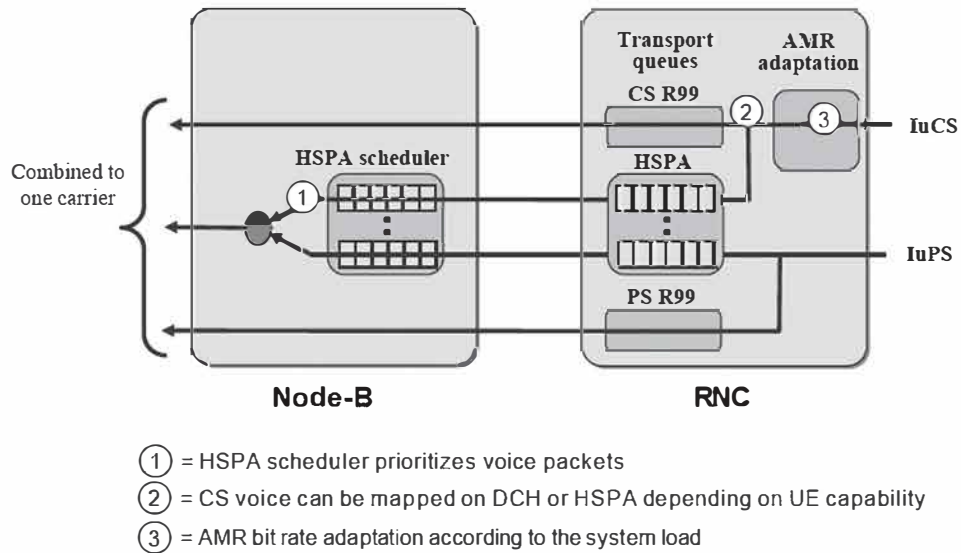 Transport queues
AMR adaptation
CS R99
2
3
IuCS
Combined to one carrier
HSPA scheduler
HSPA
1
IuPS
PS R99
Node-B
RNC
1 = HSPA scheduler prioritizes voice packets
2 = CS voice can be mapped on DCH or HSPA depending on UE capability
3 = AMR bit rate adaptation according to the system load